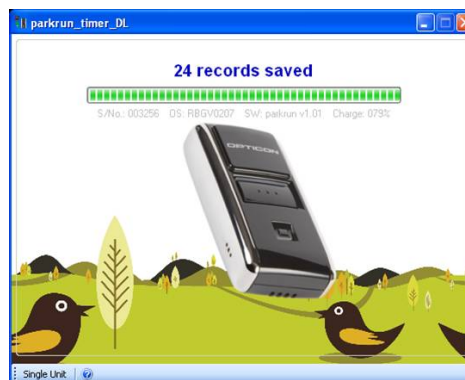 parkrun_timer_DL
24 records saved
S/No.: 003256 OS: RBGV0207 SW: parkrun v1.01 Charge: 079%
OPTICON
Single Unit